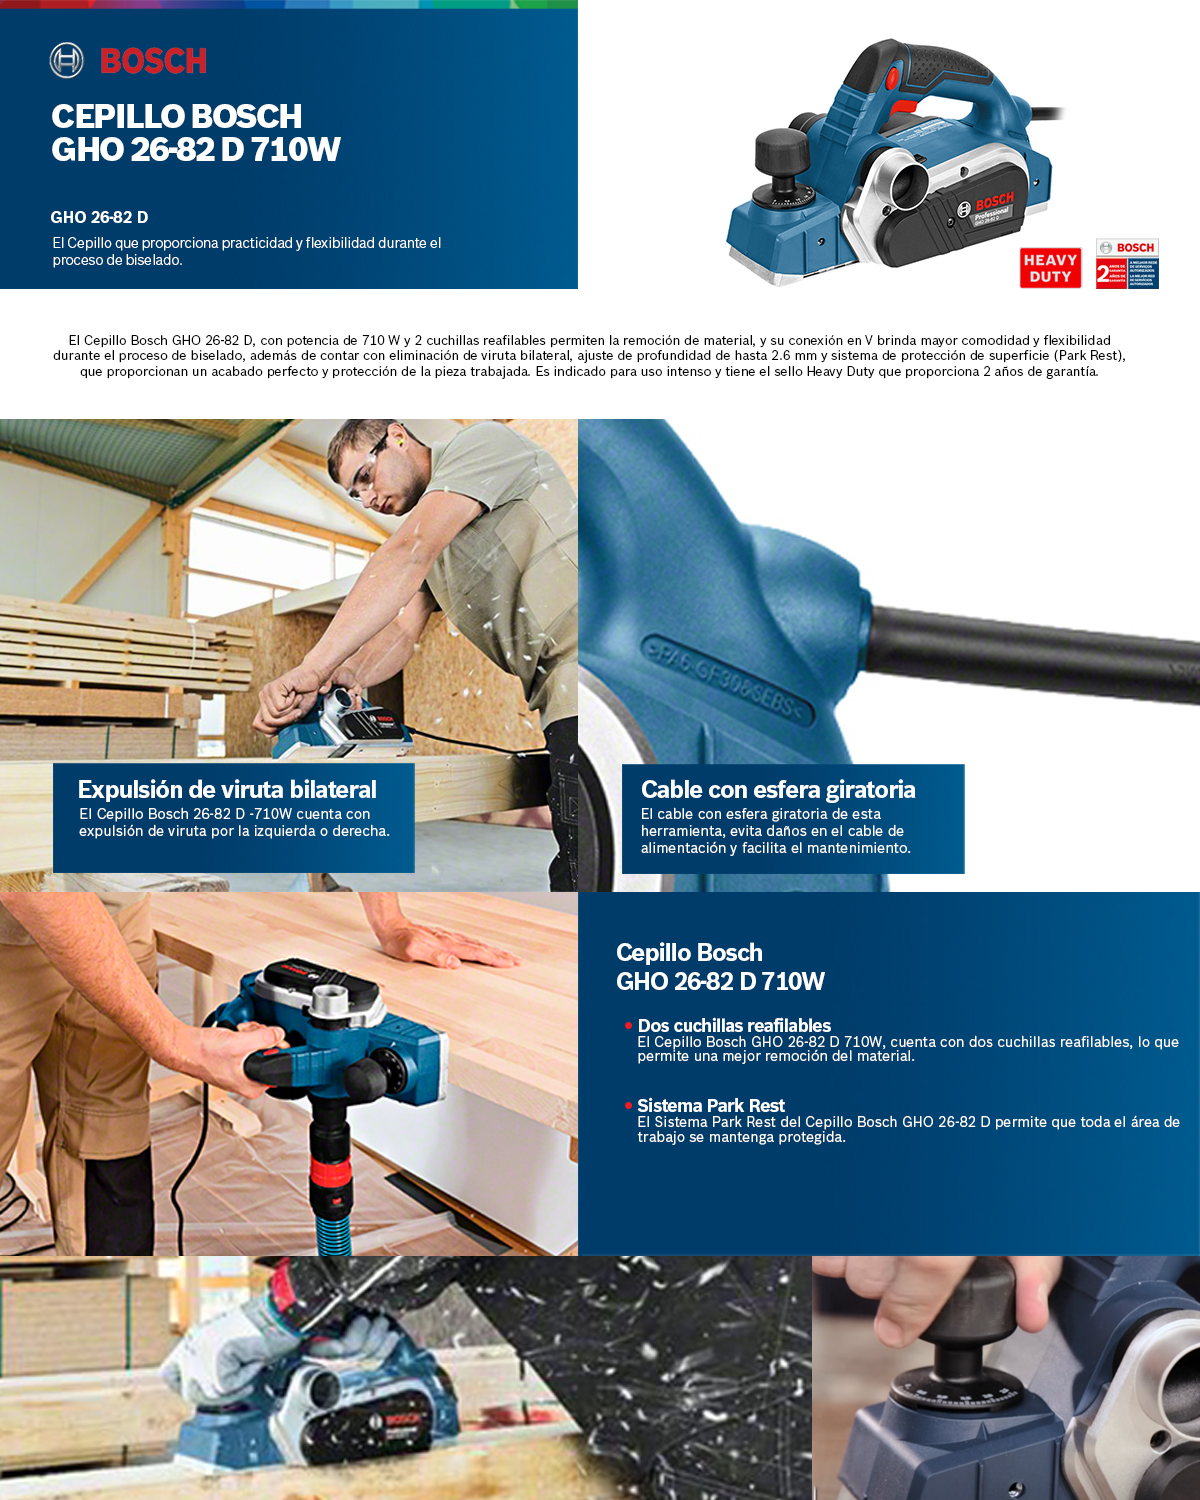 BOSCH
CEPILLO BOSCH
GHO 26-82 D 710W
GHO 26-82 D
El Cepillo que proporciona practicidad y flexibilidad durante el
proceso de biselado.
BOSCH
Professional
GHO 26-82 D
HEAVY
DUTY
BOSCH
2 AÑOS DE GARANTÍA
El Cepillo Bosch GHO 26-82 D, con potencia de 710 W y 2 cuchillas reafilables permiten la remoción de material, y su conexión en V brinda mayor comodidad y flexibilidad
durante el proceso de biselado, además de contar con eliminación de viruta bilateral, ajuste de profundidad de hasta 2.6 mm y sistema de protección de superficie (Park Rest),
que proporcionan un acabado perfecto y protección de la pieza trabajada. Es indicado para uso intenso y tiene el sello Heavy Duty que proporciona 2 años de garantía.
BOSCH
>PA6-GF30&SEBS<
Expulsión de viruta bilateral
El Cepillo Bosch 26-82 D -710W cuenta con
expulsión de viruta por la izquierda o derecha.
Cable con esfera giratoria
El cable con esfera giratoria de esta
herramienta, evita daños en el cable de
alimentación y facilita el mantenimiento.
Cepillo Bosch
GHO 26-82 D 710W
• Dos cuchillas reafilables
El Cepillo Bosch GHO 26-82 D 710W, cuenta con dos cuchillas reafilables, lo que
permite una mejor remoción del material.
• Sistema Park Rest
El Sistema Park Rest del Cepillo Bosch GHO 26-82 D permite que toda el área de
trabajo se mantenga protegida.
BOSCH